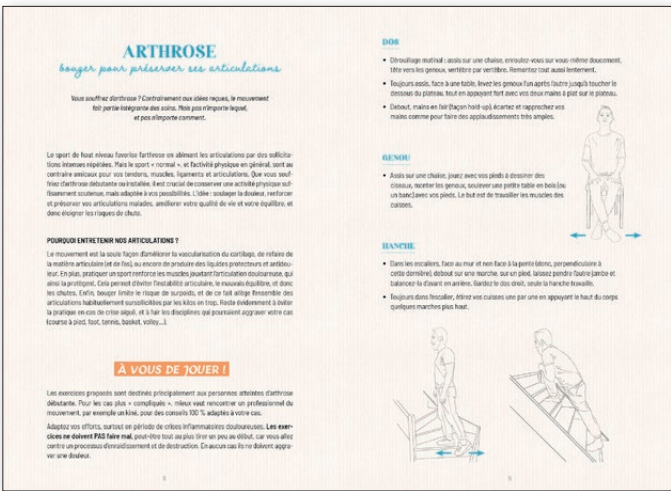 ARTHROSE
bouger pour préserver ses articulations
Vous souffrez d'arthrose ? Contrairement aux idées reçues, le mouvement
fait partie intégrante des soins. Mais pas n'importe lequel,
et pas n'importe comment.
Le sport de haut niveau favorise l'arthrose en abîmant les articulations par des sollicita-
tions intenses répétées. Mais le sport « normal », et l'activité physique en général, sont au
contraire amicaux pour vos tendons, muscles, ligaments et articulations. Que vous souf-
friez d'arthrose débutante ou installée, il est crucial de conserver une activité physique suf-
fisamment soutenue, mais adaptée à vos possibilités. L'idée : soulager la douleur, renforcer
et préserver vos articulations malades, améliorer votre qualité de vie et votre équilibre, et
donc éloigner les risques de chute.
POURQUOI ENTRETENIR NOS ARTICULATIONS ?
Le mouvement est la seule façon d'améliorer la vascularisation du cartilage, de refaire de
la matière articulaire (et de l'os), ou encore de produire des liquides protecteurs et antidou-
leur. En plus, pratiquer un sport renforce les muscles jouxtant l'articulation douloureuse, qui
ainsi la protègent. Cela permet d'éviter l'instabilité articulaire, le mauvais équilibre, et donc
les chutes. Enfin, bouger limite le risque de surpoids, et de ce fait allège l'ensemble des
articulations habituellement sursollicitées par les kilos en trop. Reste évidemment à éviter
la pratique en cas de crise aiguë, et à fuir les disciplines qui pourraient aggraver votre cas
(course à pied, foot, tennis, basket, volley...).
À VOUS DE JOUER !
Les exercices proposés sont destinés principalement aux personnes atteintes d'arthrose
débutante. Pour les cas plus « compliqués », mieux vaut rencontrer un professionnel du
mouvement, par exemple un kiné, pour des conseils 100 % adaptés à votre cas.
Adaptez vos efforts, surtout en période de crises inflammatoires douloureuses. Les exer-
cices ne doivent PAS faire mal, peut-être tout au plus tirer un peu au début, car vous allez
contre un processus d'enraidissement et de destruction. En aucun cas ils ne doivent aggra-
ver une douleur.
DOS
• Dérouillage matinal : assis sur une chaise, enroulez-vous sur vous-même doucement,
tête vers les genoux, vertèbre par vertèbre. Remontez tout aussi lentement.
• Toujours assis, face à une table, levez les genoux l'un après l'autre jusqu'à toucher le
dessous du plateau, tout en appuyant fort avec vos deux mains à plat sur le plateau.
• Debout, mains en l'air (façon hold-up), écartez et rapprochez vos
mains comme pour faire des applaudissements très amples.
GENOU
• Assis sur une chaise, jouez avec vos pieds à dessiner des
ciseaux, monter les genoux, soulever une petite table en bois (ou
un banc) avec vos pieds. Le but est de travailler les muscles des
cuisses.
HANCHE
• Dans les escaliers, face au mur et non face à la pente (donc, perpendiculaire à
cette dernière), debout sur une marche, sur un pied, laissez pendre l'autre jambe et
balancez-la d'avant en arrière. Gardez le dos droit, seule la hanche travaille.
• Toujours dans l'escalier, étirez vos cuisses une par une en appuyant le haut du corps
quelques marches plus haut.